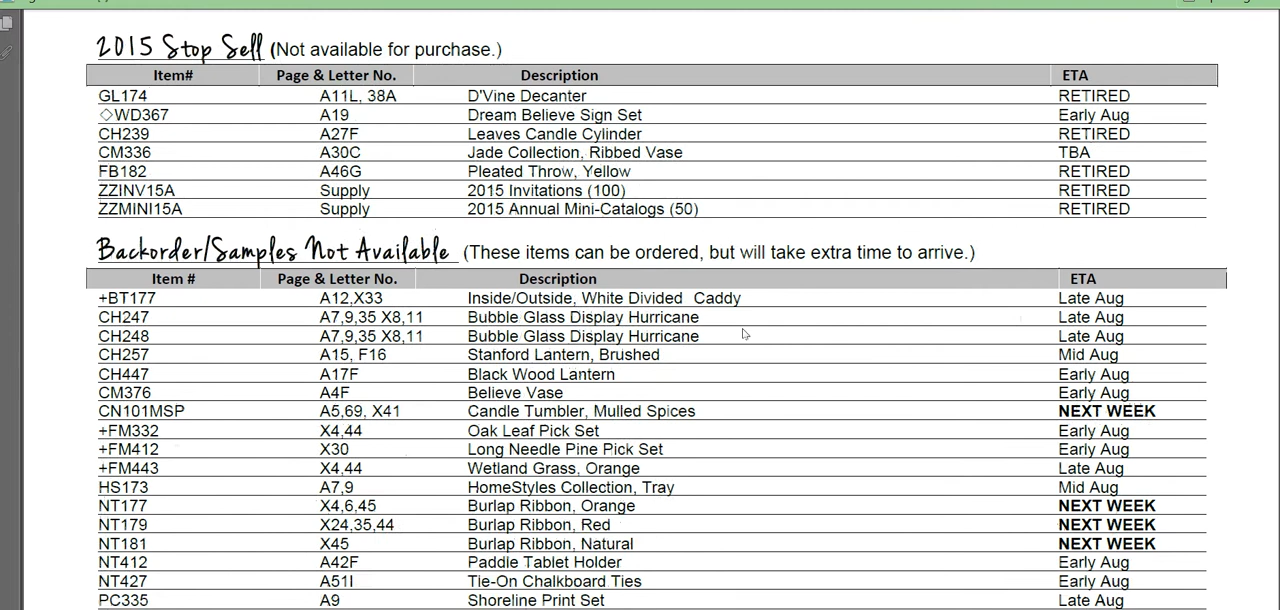 2015 Stop Sell (Not available for purchase.)
Item# Page & Letter No. Description ETA
GL174 A11L, 38A D'Vine Decanter RETIRED
◇WD367 A19 Dream Believe Sign Set Early Aug
CH239 A27F Leaves Candle Cylinder RETIRED
CM336 A30C Jade Collection, Ribbed Vase TBA
FB182 A46G Pleated Throw, Yellow RETIRED
ZZINV15A Supply 2015 Invitations (100) RETIRED
ZZMINI15A Supply 2015 Annual Mini-Catalogs (50) RETIRED
Backorder/Samples Not Available (These items can be ordered, but will take extra time to arrive.)
Item # Page & Letter No. Description ETA
+BT177 A12,X33 Inside/Outside, White Divided Caddy Late Aug
CH247 A7,9,35 X8,11 Bubble Glass Display Hurricane Late Aug
CH248 A7,9,35 X8,11 Bubble Glass Display Hurricane Late Aug
CH257 A15, F16 Stanford Lantern, Brushed Mid Aug
CH447 A17F Black Wood Lantern Early Aug
CM376 A4F Believe Vase Early Aug
CN101MSP A5,69, X41 Candle Tumbler, Mulled Spices NEXT WEEK
+FM332 X4,44 Oak Leaf Pick Set Early Aug
+FM412 X30 Long Needle Pine Pick Set Early Aug
+FM443 X4,44 Wetland Grass, Orange Late Aug
HS173 A7,9 HomeStyles Collection, Tray Mid Aug
NT177 X4,6,45 Burlap Ribbon, Orange NEXT WEEK
NT179 X24,35,44 Burlap Ribbon, Red NEXT WEEK
NT181 X45 Burlap Ribbon, Natural NEXT WEEK
NT412 A42F Paddle Tablet Holder Early Aug
NT427 A51I Tie-On Chalkboard Ties Early Aug
PC335 A9 Shoreline Print Set Late Aug